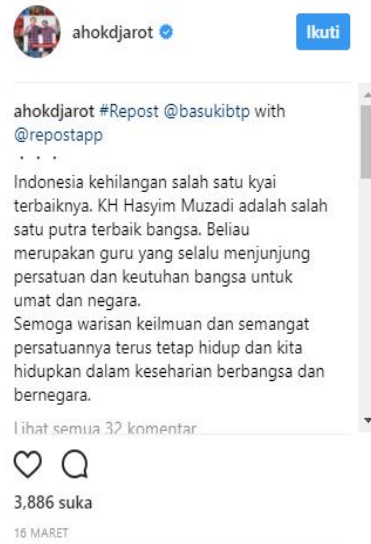 ahokdjarot
Ikuti
ahokdjarot #Repost @basukibtp with
@repostapp
・・・
Indonesia kehilangan salah satu kyai
terbaiknya. KH Hasyim Muzadi adalah salah
satu putra terbaik bangsa. Beliau
merupakan guru yang selalu menjunjung
persatuan dan keutuhan bangsa untuk
umat dan negara.
Semoga warisan keilmuan dan semangat
persatuannya terus tetap hidup dan kita
hidupkan dalam keseharian berbangsa dan
bernegara.
Lihat semua 32 komentar
3,886 suka
16 MARET